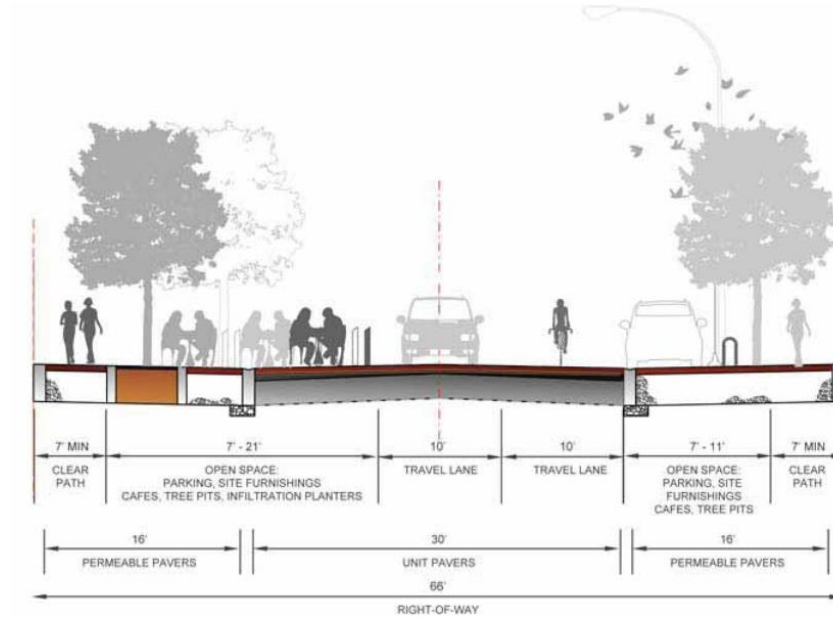 7' MIN
CLEAR
PATH
7' - 21'
OPEN SPACE:
PARKING, SITE FURNISHINGS
CAFES, TREE PITS, INFILTRATION PLANTERS
10'
TRAVEL LANE
10'
TRAVEL LANE
7' - 11'
OPEN SPACE:
PARKING, SITE
FURNISHINGS
CAFES, TREE PITS
7' MIN
CLEAR
PATH
16'
PERMEABLE PAVERS
30'
UNIT PAVERS
16'
PERMEABLE PAVERS
66'
RIGHT-OF-WAY